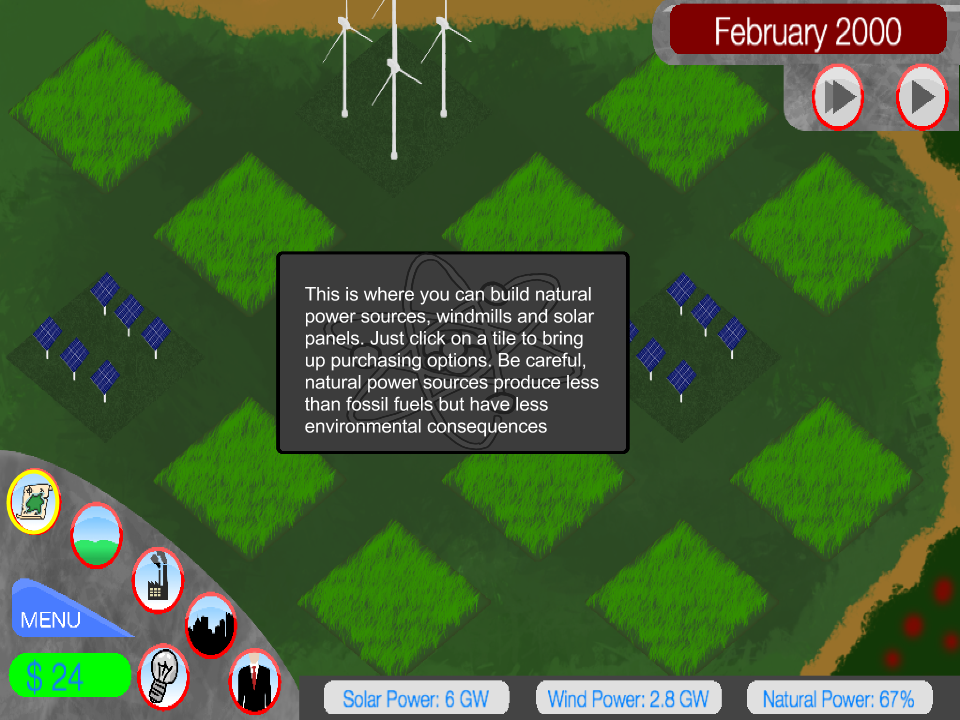 February 2000
This is where you can build natural
power sources, windmills and solar
panels. Just click on a tile to bring
up purchasing options. Be careful,
natural power sources produce less
than fossil fuels but have less
environmental consequences
MENU
$ 24
Solar Power: 6 GW
Wind Power: 2.8 GW
Natural Power: 67%